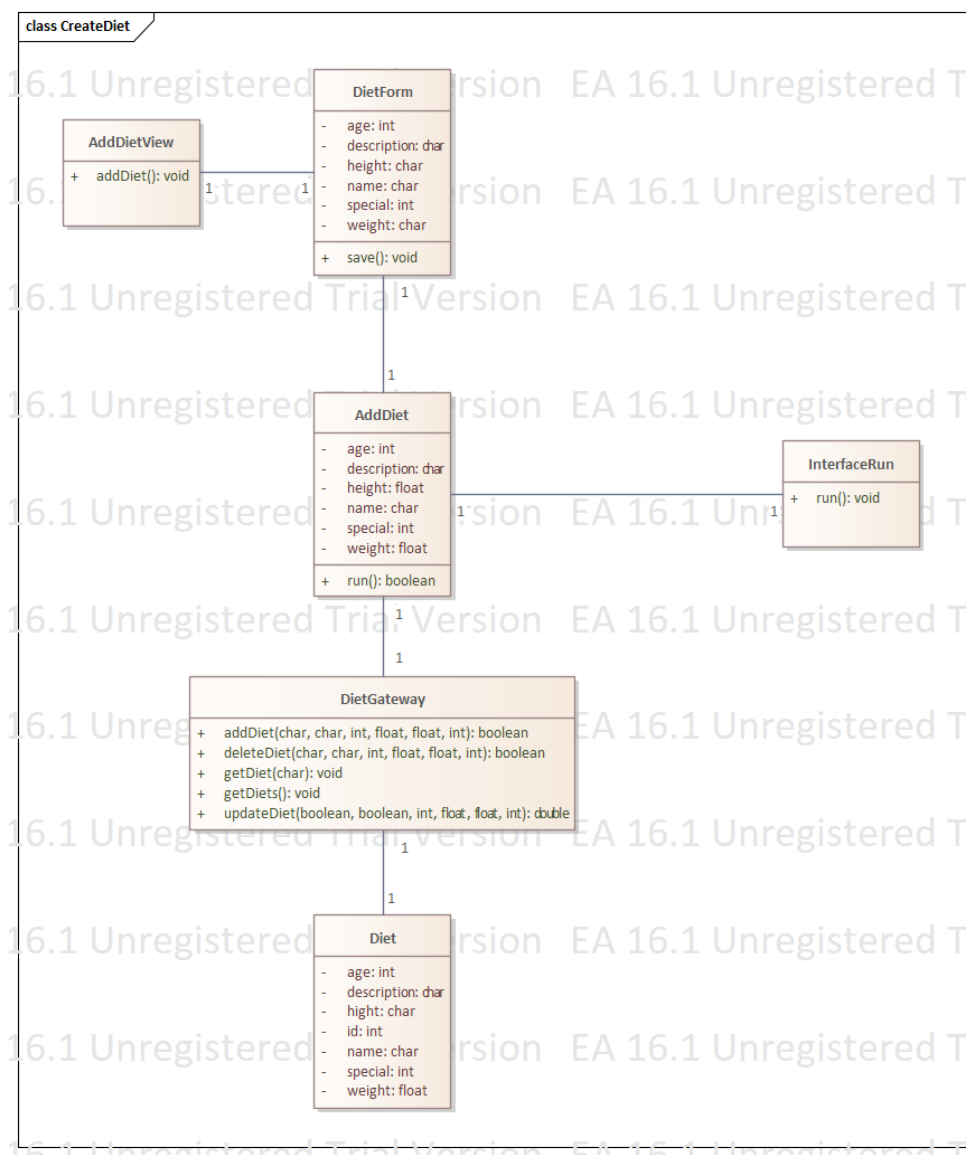 class CreateDiet
16.1 Unregistered Trial Version EA 16.1 Unregistered T
DietForm
- age: int
- description: char
- height: char
- name: char
- special: int
- weight: char
+ save(): void
AddDietView
+ addDiet(): void
1
1
1
1
AddDiet
- age: int
- description: char
- height: float
- name: char
- special: int
- weight: float
+ run(): boolean
InterfaceRun
+ run(): void
1
1
1
1
DietGateway
+ addDiet(char, char, int, float, float, int): boolean
+ deleteDiet(char, char, int, float, float, int): boolean
+ getDiet(char): void
+ getDiets(): void
+ updateDiet(boolean, boolean, int, float, float, int): double
1
1
Diet
- age: int
- description: char
- hight: char
- id: int
- name: char
- special: int
- weight: float